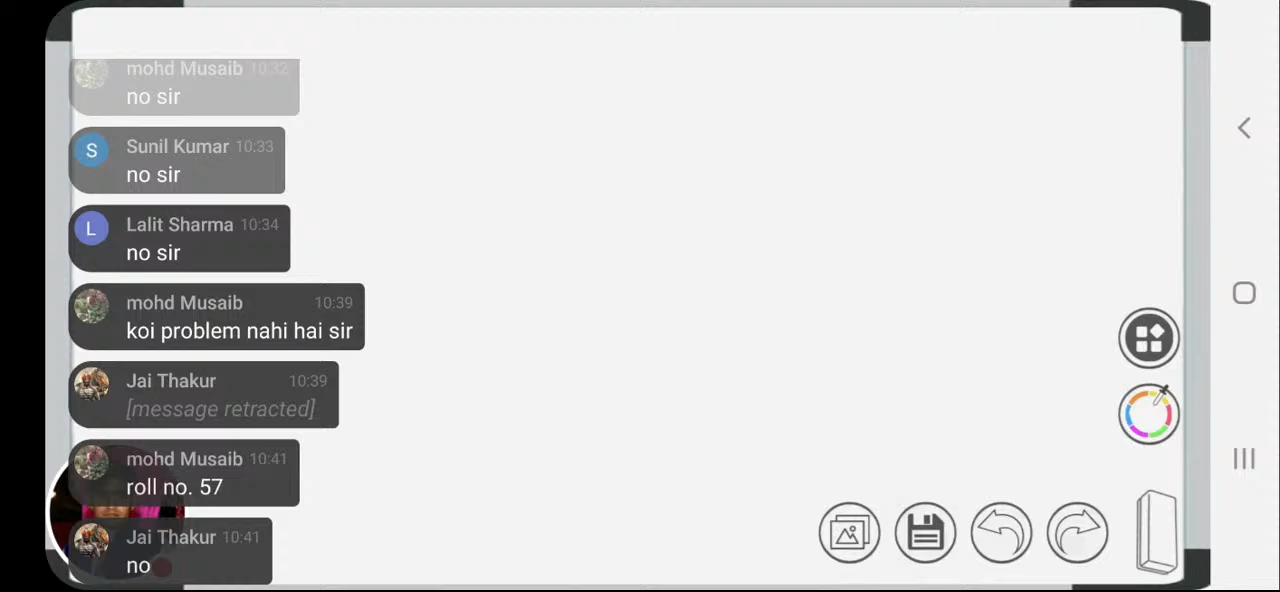 mohd Musaib 10:32
no sir
S
Sunil Kumar 10:33
no sir
L
Lalit Sharma 10:34
no sir
mohd Musaib 10:39
koi problem nahi hai sir
Jai Thakur 10:39
[message retracted]
mohd Musaib 10:41
roll no. 57
Jai Thakur 10:41
no